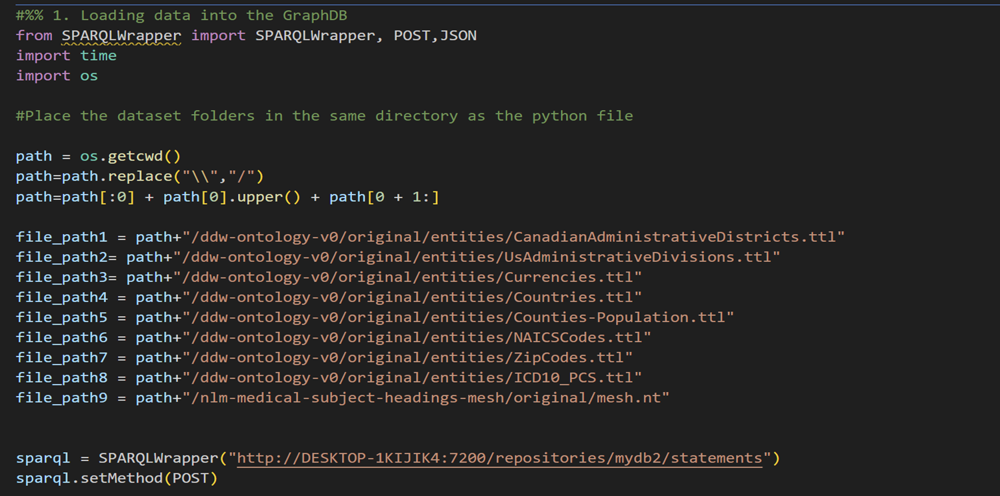 #%% 1. Loading data into the GraphDB
from SPARQLWrapper import SPARQLWrapper, POST,JSON
import time
import os
#Place the dataset folders in the same directory as the python file
path = os.getcwd()
path=path.replace("\\","/")
path=path[:0] + path[0].upper() + path[0 + 1:]
file_path1 = path+"/ddw-ontology-v0/original/entities/CanadianAdministrativeDistricts.ttl"
file_path2= path+"/ddw-ontology-v0/original/entities/UsAdministrativeDivisions.ttl"
file_path3= path+"/ddw-ontology-v0/original/entities/Currencies.ttl"
file_path4 = path+"/ddw-ontology-v0/original/entities/Countries.ttl"
file_path5 = path+"/ddw-ontology-v0/original/entities/Counties-Population.ttl"
file_path6 = path+"/ddw-ontology-v0/original/entities/NAICSCodes.ttl"
file_path7 = path+"/ddw-ontology-v0/original/entities/ZipCodes.ttl"
file_path8 = path+"/ddw-ontology-v0/original/entities/ICD10_PCS.ttl"
file_path9 = path+"/nlm-medical-subject-headings-mesh/original/mesh.nt"
sparql = SPARQLWrapper("http://DESKTOP-1KIJIK4:7200/repositories/mydb2/statements")
sparql.setMethod(POST)